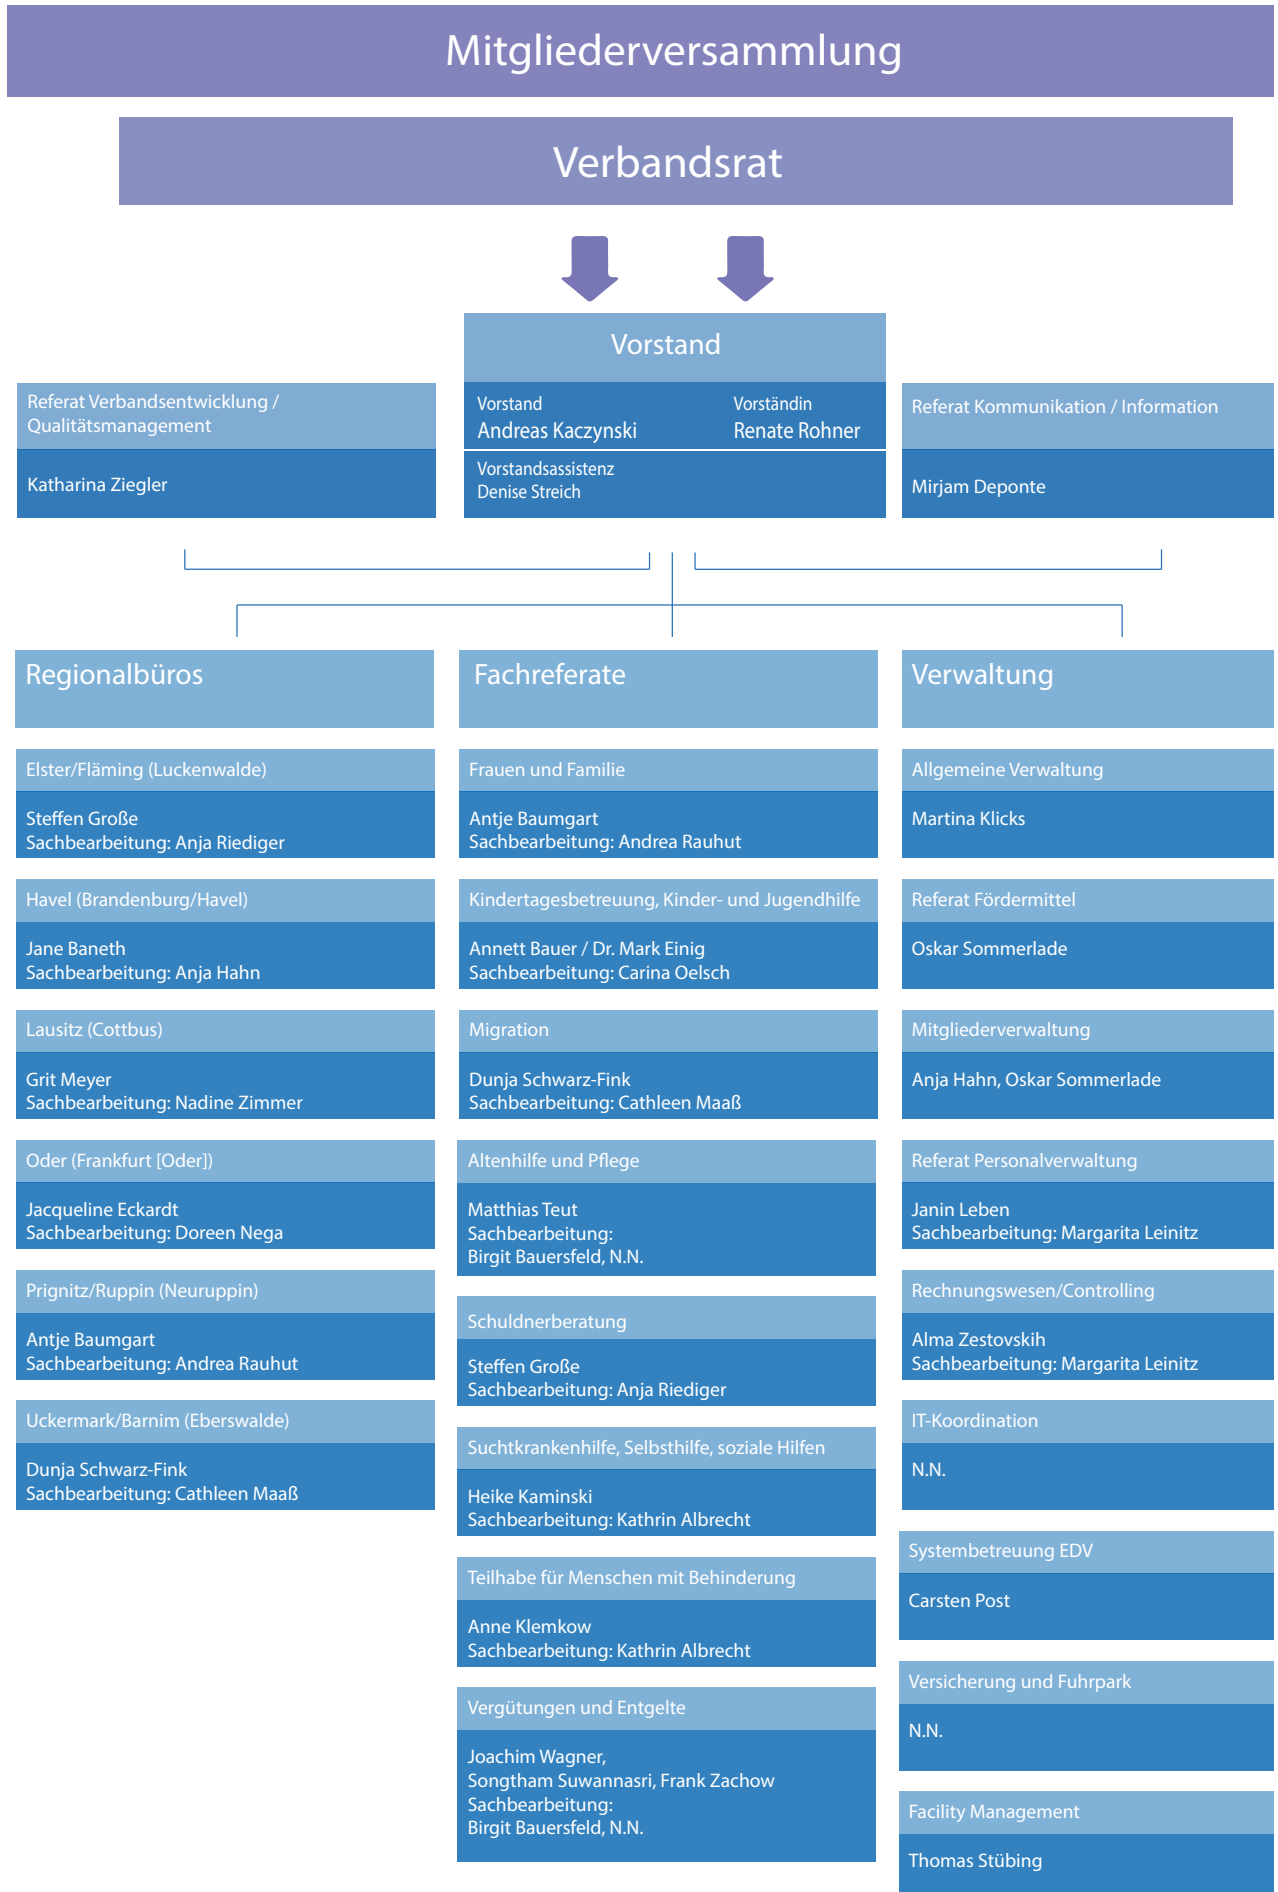 Mitgliederversammlung
Verbandsrat
Vorstand
Vorstand
Andreas Kaczynski
Vorständin
Renate Rohner
Vorstandsassistenz
Denise Streich
Referat Verbandsentwicklung /
Qualitätsmanagement
Katharina Ziegler
Referat Kommunikation / Information
Mirjam Deponte
Regionalbüros
Elster/Fläming (Luckenwalde)
Steffen Große
Sachbearbeitung: Anja Riediger
Havel (Brandenburg/Havel)
Jane Baneth
Sachbearbeitung: Anja Hahn
Lausitz (Cottbus)
Grit Meyer
Sachbearbeitung: Nadine Zimmer
Oder (Frankfurt [Oder])
Jacqueline Eckardt
Sachbearbeitung: Doreen Nega
Prignitz/Ruppin (Neuruppin)
Antje Baumgart
Sachbearbeitung: Andrea Rauhut
Uckermark/Barnim (Eberswalde)
Dunja Schwarz-Fink
Sachbearbeitung: Cathleen Maaß
Fachreferate
Frauen und Familie
Antje Baumgart
Sachbearbeitung: Andrea Rauhut
Kindertagesbetreuung, Kinder- und Jugendhilfe
Annett Bauer / Dr. Mark Einig
Sachbearbeitung: Carina Oelsch
Migration
Dunja Schwarz-Fink
Sachbearbeitung: Cathleen Maaß
Altenhilfe und Pflege
Matthias Teut
Sachbearbeitung:
Birgit Bauersfeld, N.N.
Schuldnerberatung
Steffen Große
Sachbearbeitung: Anja Riediger
Suchtkrankenhilfe, Selbsthilfe, soziale Hilfen
Heike Kaminski
Sachbearbeitung: Kathrin Albrecht
Teilhabe für Menschen mit Behinderung
Anne Klemkow
Sachbearbeitung: Kathrin Albrecht
Vergütungen und Entgelte
Joachim Wagner,
Songtham Suwannasri, Frank Zachow
Sachbearbeitung:
Birgit Bauersfeld, N.N.
Verwaltung
Allgemeine Verwaltung
Martina Klicks
Referat Fördermittel
Oskar Sommerlade
Mitgliederverwaltung
Anja Hahn, Oskar Sommerlade
Referat Personalverwaltung
Janin Leben
Sachbearbeitung: Margarita Leinitz
Rechnungswesen/Controlling
Alma Zestovskih
Sachbearbeitung: Margarita Leinitz
IT-Koordination
N.N.
Systembetreuung EDV
Carsten Post
Versicherung und Fuhrpark
N.N.
Facility Management
Thomas Stübing